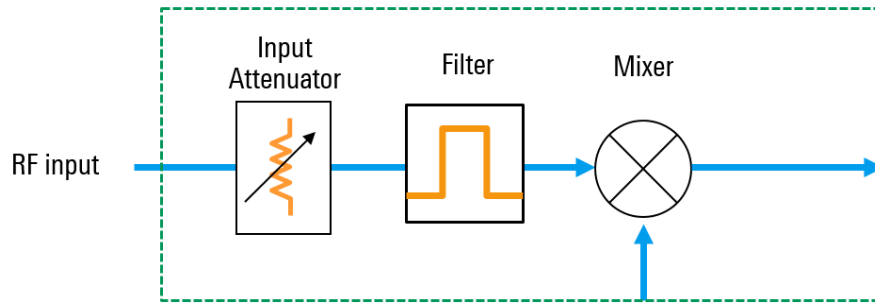 Input
Attenuator
Filter
Mixer
RF input